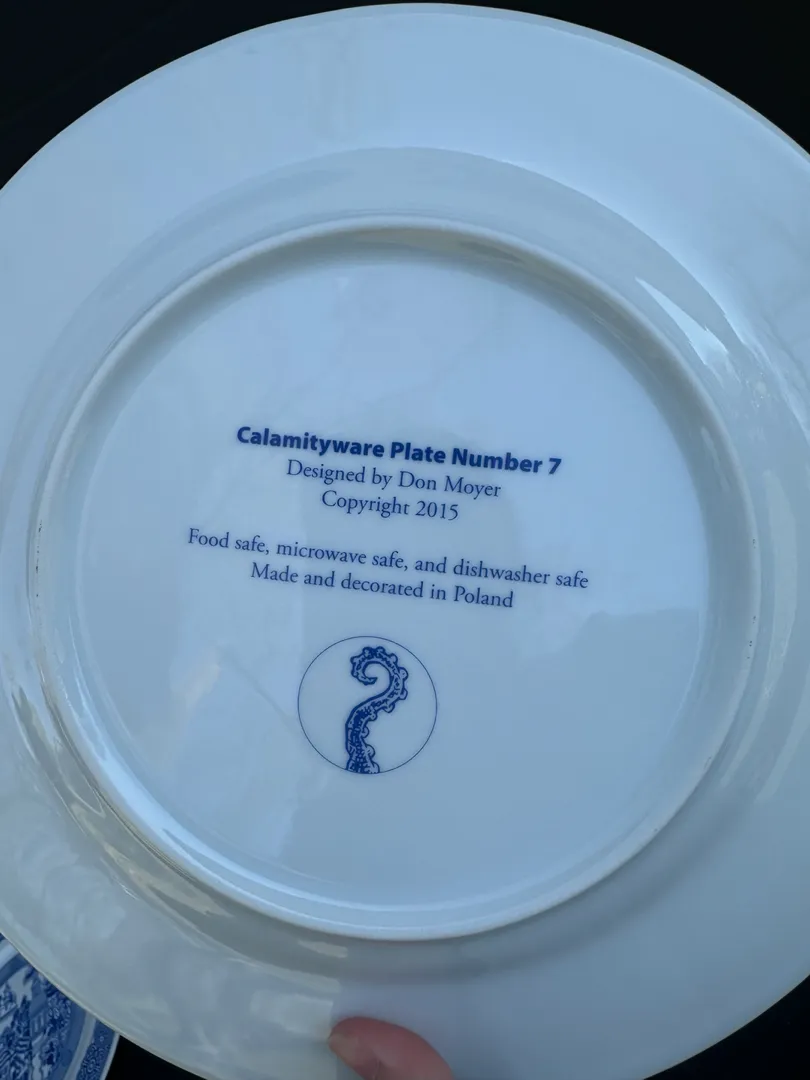 Calamityware Plate Number 7
Designed by Don Moyer
Copyright 2015
Food safe, microwave safe, and dishwasher safe
Made and decorated in Poland